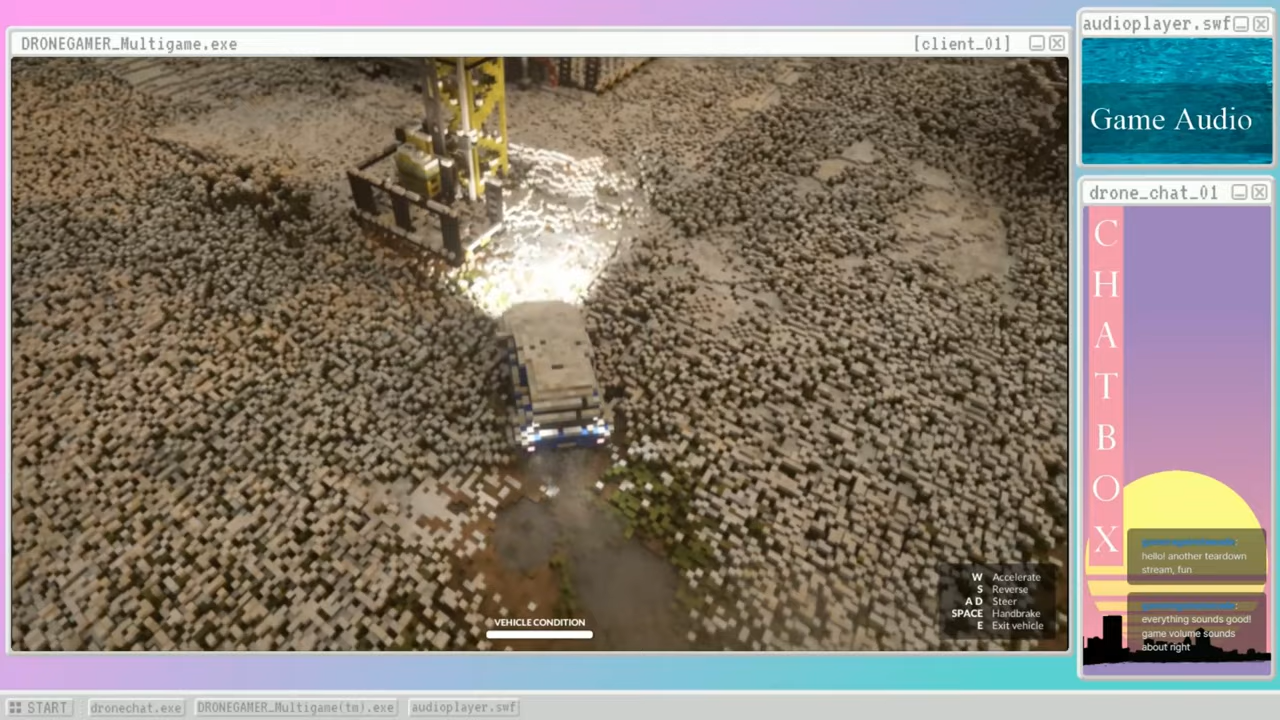 DRONEGAMER_Multigame.exe
[client_01]
audioplayer.swf
Game Audio
drone_chat_01
CHATBOX
hello! another teardown
stream, fun
everything sounds good!
game volume sounds
about right
VEHICLE CONDITION
W Accelerate
S Reverse
A D Steer
SPACE Handbrake
E Exit vehicle
START
dronechat.exe
DRONEGAMER_Multigame(tm).exe
audioplayer.swf